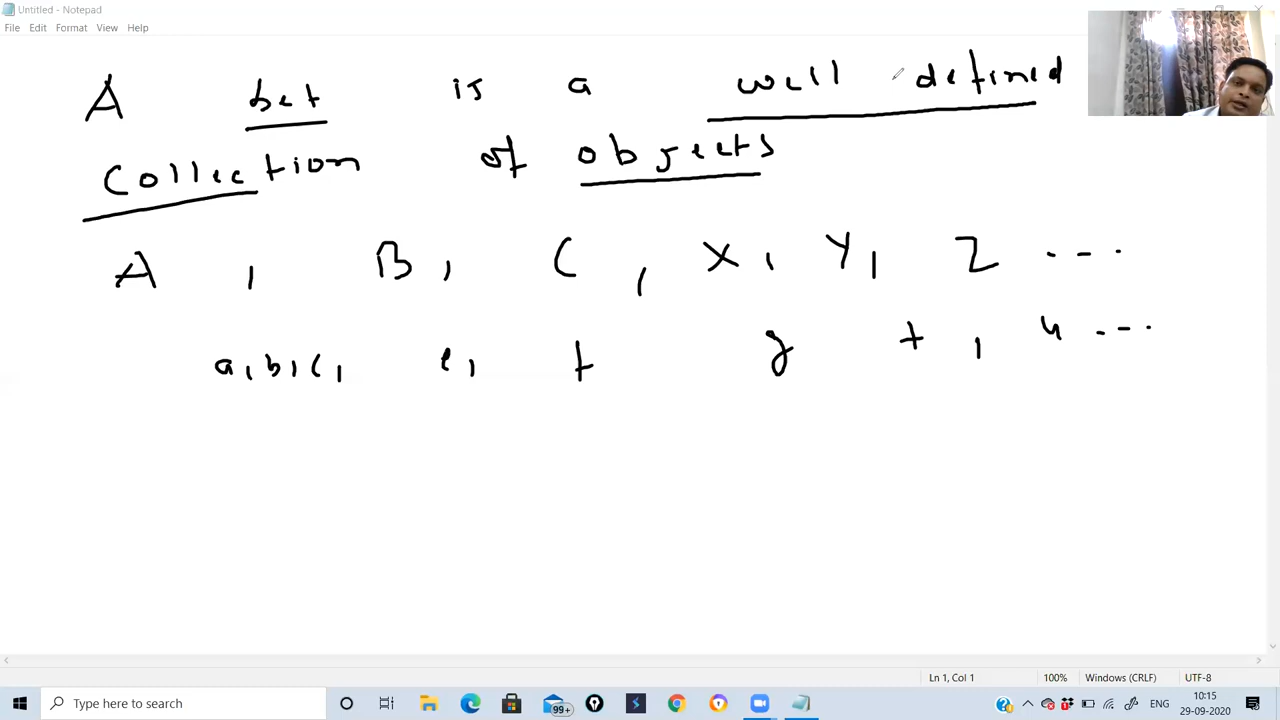 Untitled - Notepad
File Edit Format View Help
A set is a well defined
Collection of objects
A , B, C , X, Y, Z ---
a, b, c, e, f g t, u ---
Ln 1, Col 1 100% Windows (CRLF) UTF-8
Type here to search 99+ ENG 10:15
29-09-2020